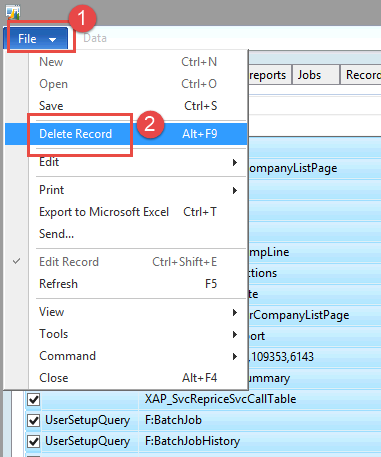 1
File Data
New Ctrl+N
Open Ctrl+O
Save Ctrl+S
reports Jobs Record
2
Delete Record Alt+F9
Edit
Print
Export to Microsoft Excel Ctrl+T
Send...
Edit Record Ctrl+Shift+E
Refresh F5
View
Tools
Command
Close Alt+F4
ompanyListPage
mpLine
ctions
te
rCompanyListPage
port
,109353,6143
ummary
XAP_SvcRepriceSvcCallTable
UserSetupQuery F:BatchJob
UserSetupQuery F:BatchJobHistory